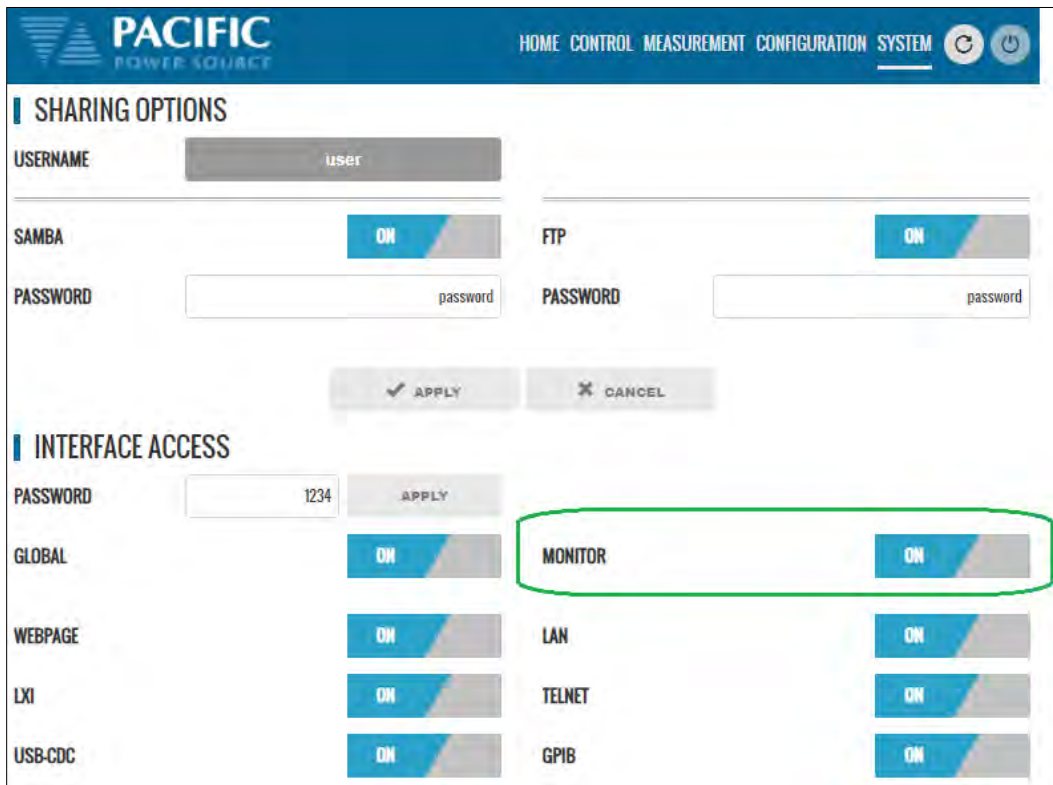 PACIFIC
POWER SOURCE
HOME CONTROL MEASUREMENT CONFIGURATION SYSTEM
SHARING OPTIONS
USERNAME user
SAMBA ON FTP ON
PASSWORD password PASSWORD password
APPLY CANCEL
INTERFACE ACCESS
PASSWORD 1234 APPLY
GLOBAL ON MONITOR ON
WEBPAGE ON LAN ON
LXI ON TELNET ON
USB-CDC ON GPIB ON